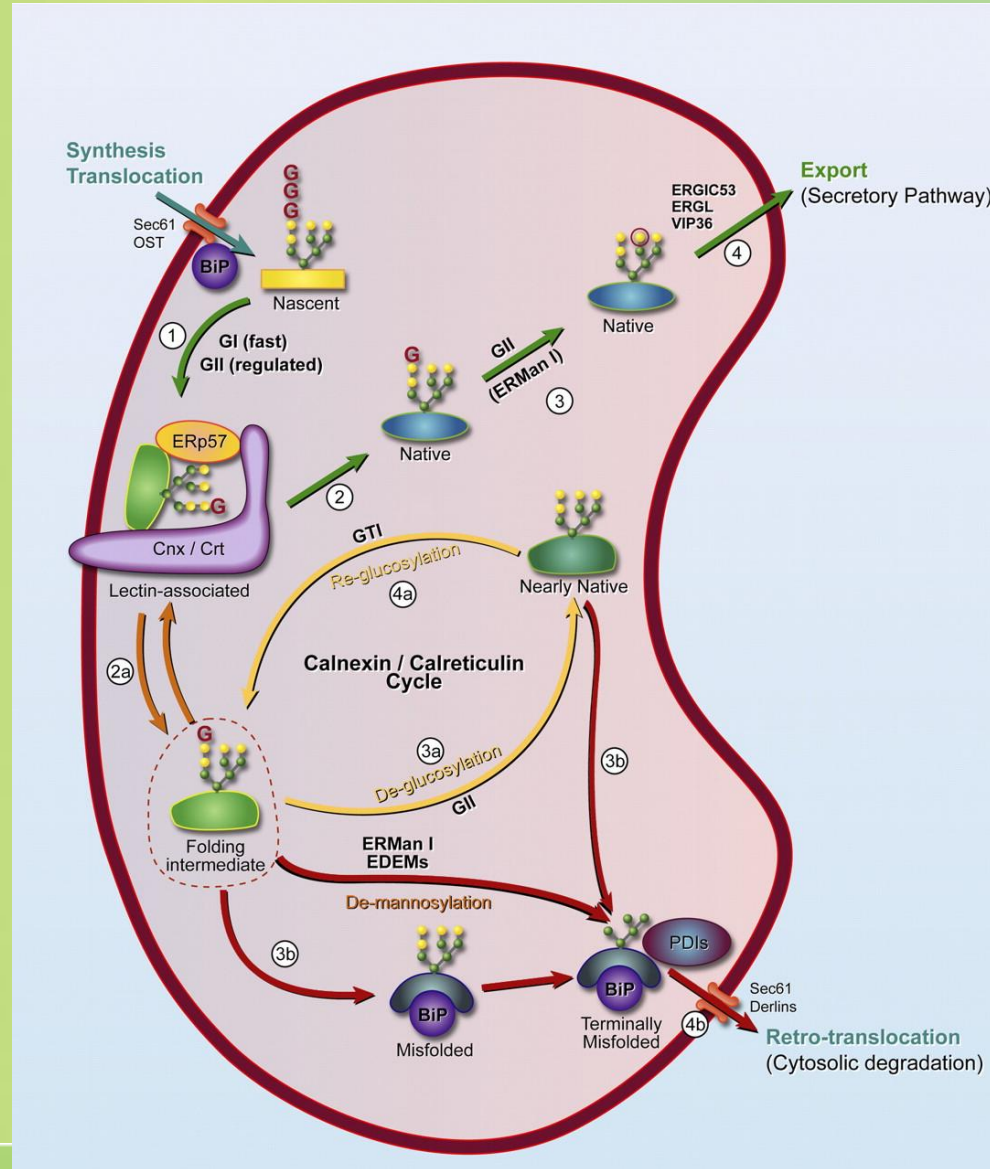 Synthesis
Translocation
Sec61
OST
BiP
G
G
G
Nascent
1
GI (fast)
GII (regulated)
ERp57
G
Cnx / Crt
Lectin-associated
2
G
Native
GII
(ERMan I)
3
Native
ERGIC53
ERGL
VIP36
4
Export
(Secretory Pathway)
GTI
Re-glucosylation
4a
Nearly Native
2a
Calnexin / Calreticulin
Cycle
G
Folding
intermediate
3a
De-glucosylation
GII
3b
ERMan I
EDEMs
De-mannosylation
3b
BiP
Misfolded
BiP
Terminally
Misfolded
PDIs
4b
Sec61
Derlins
Retro-translocation
(Cytosolic degradation)